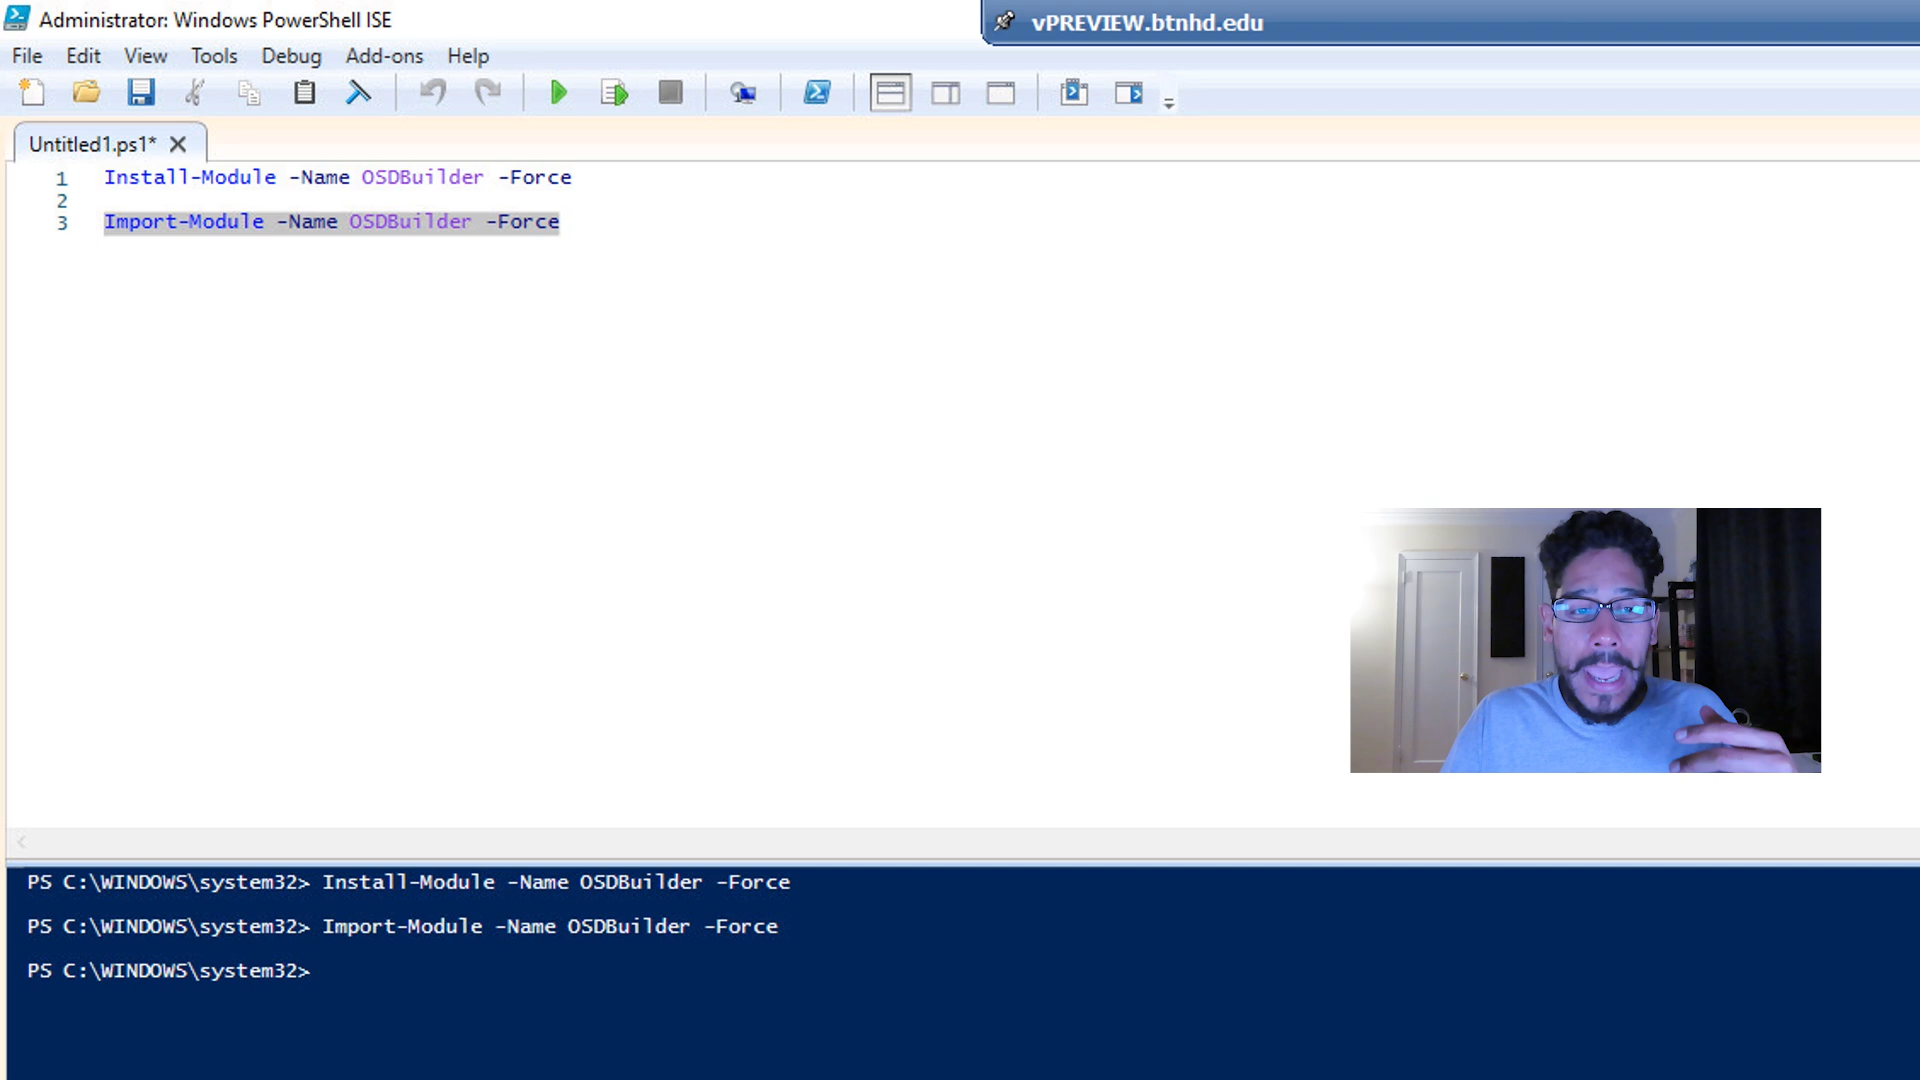 Administrator: Windows PowerShell ISE
vPREVIEW.btnhd.edu
File Edit View Tools Debug Add-ons Help
Untitled1.ps1*
1 Install-Module -Name OSDBuilder -Force
2
3 Import-Module -Name OSDBuilder -Force
PS C:\WINDOWS\system32> Install-Module -Name OSDBuilder -Force
PS C:\WINDOWS\system32> Import-Module -Name OSDBuilder -Force
PS C:\WINDOWS\system32>